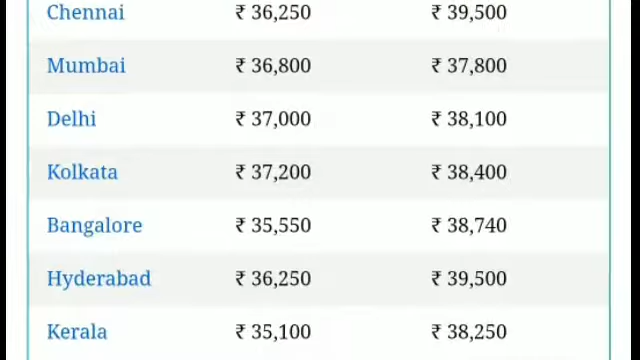 Chennai ₹ 36,250 ₹ 39,500
Mumbai ₹ 36,800 ₹ 37,800
Delhi ₹ 37,000 ₹ 38,100
Kolkata ₹ 37,200 ₹ 38,400
Bangalore ₹ 35,550 ₹ 38,740
Hyderabad ₹ 36,250 ₹ 39,500
Kerala ₹ 35,100 ₹ 38,250